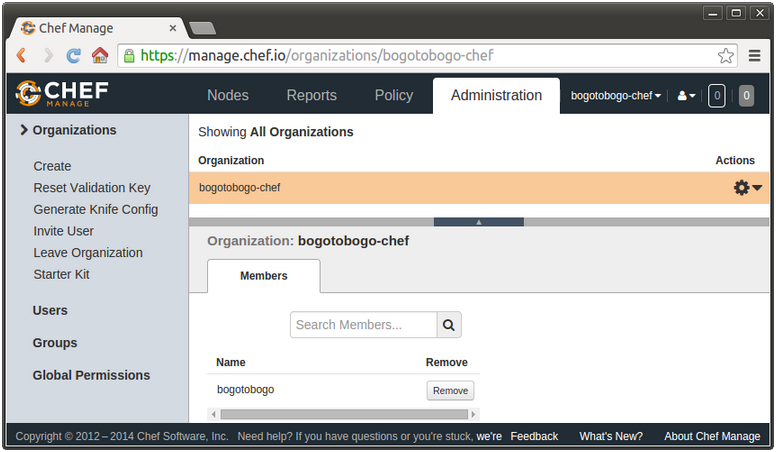 Chef Manage
https://manage.chef.io/organizations/bogotobogo-chef
CHEF
MANAGE
Nodes Reports Policy Administration bogotobogo-chef 0 0
Organizations
Create
Reset Validation Key
Generate Knife Config
Invite User
Leave Organization
Starter Kit
Users
Groups
Global Permissions
Showing All Organizations
Organization Actions
bogotobogo-chef
Organization: bogotobogo-chef
Members
Search Members...
Name Remove
bogotobogo Remove
Copyright © 2012 – 2014 Chef Software, Inc. Need help? If you have questions or you're stuck, we're Feedback What's New? About Chef Manage